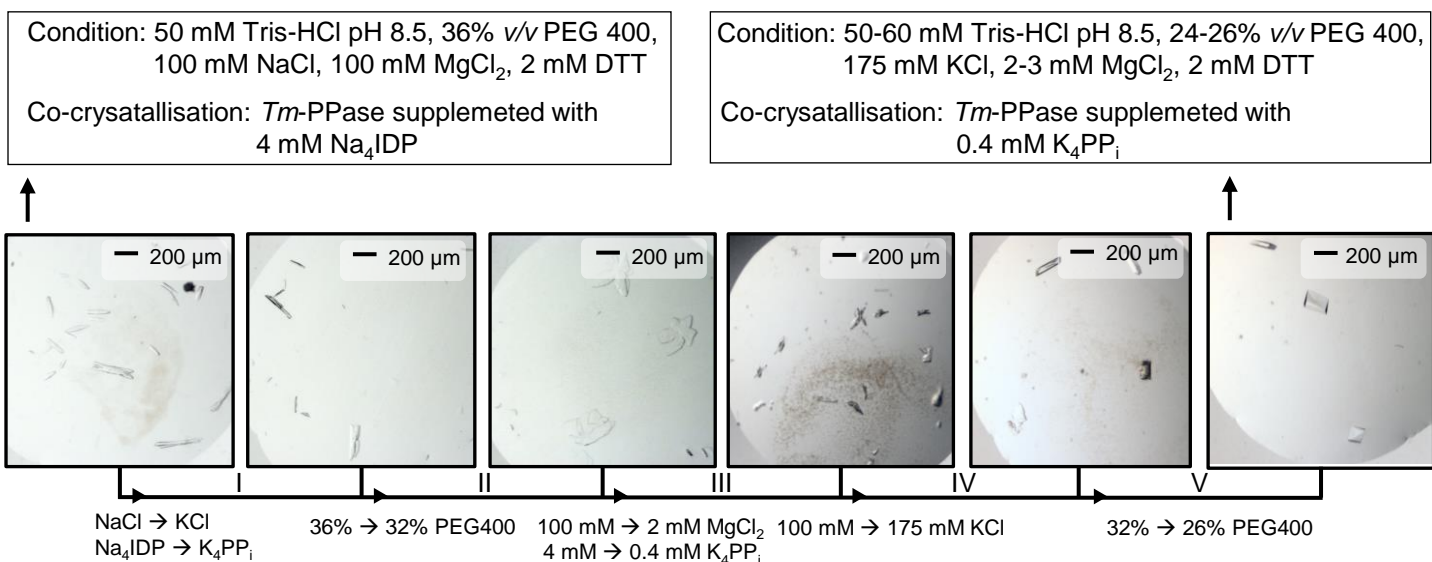 Condition: 50 mM Tris-HCl pH 8.5, 36% v/v PEG 400,
100 mM NaCl, 100 mM MgCl₂, 2 mM DTT
Co-crysatallisation: Tm-PPase supplemeted with
4 mM Na₄IDP
Condition: 50-60 mM Tris-HCl pH 8.5, 24-26% v/v PEG 400,
175 mM KCl, 2-3 mM MgCl₂, 2 mM DTT
Co-crysatallisation: Tm-PPase supplemeted with
0.4 mM K₄PPᵢ
200 µm
200 µm
200 µm
200 µm
200 µm
200 µm
I
II
III
IV
V
NaCl → KCl
Na₄IDP → K₄PPᵢ
36% → 32% PEG400
100 mM → 2 mM MgCl₂
4 mM → 0.4 mM K₄PPᵢ
100 mM → 175 mM KCl
32% → 26% PEG400